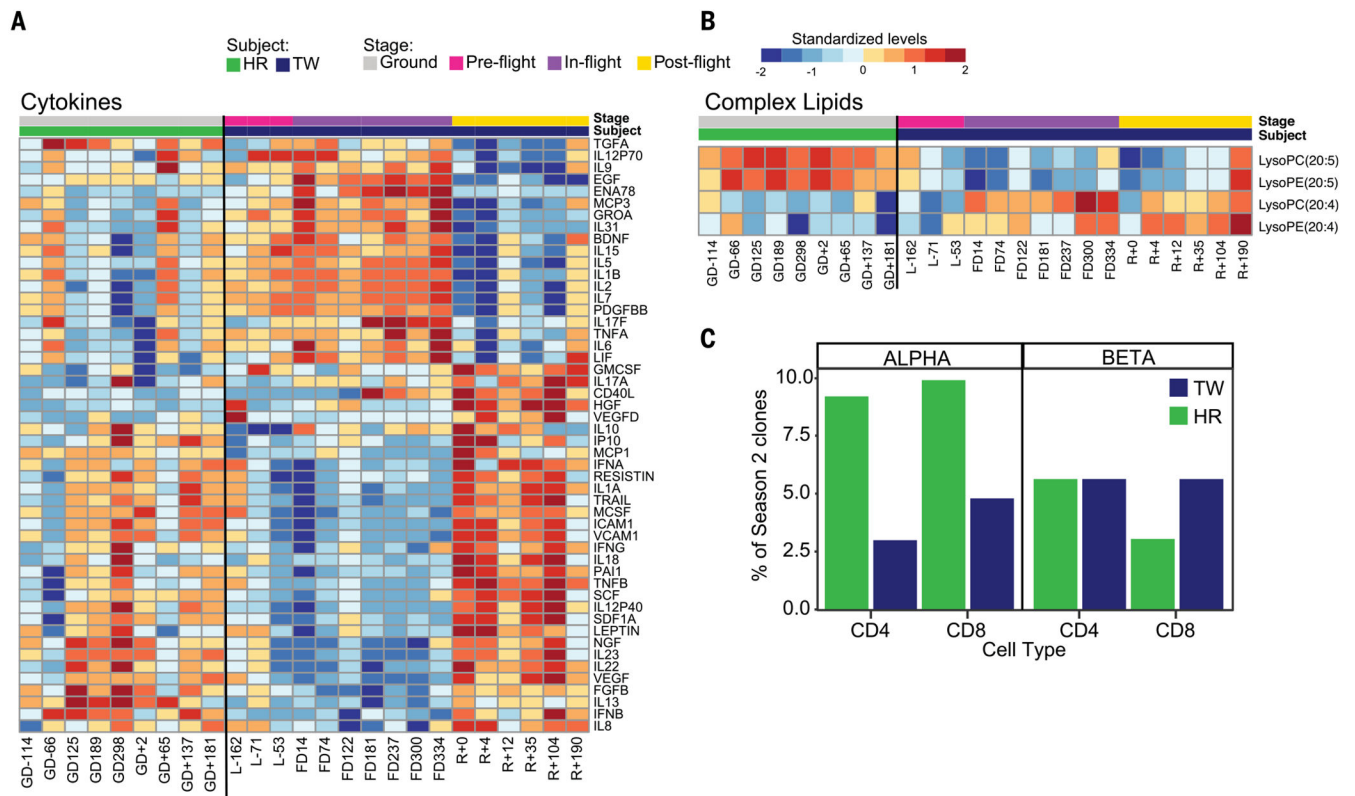 A
Subject:
HR TW
Stage:
Ground Pre-flight In-flight Post-flight
Cytokines
Stage
Subject
TGFA
IL12P70
IL9
EGF
ENA78
MCP3
GROA
IL31
BDNF
IL15
IL5
IL1B
IL2
IL7
PDGFBB
IL17F
TNFA
IL6
LIF
GMCSF
IL17A
CD40L
HGF
VEGFD
IL10
IP10
MCP1
IFNA
RESISTIN
IL1A
TRAIL
MCSF
ICAM1
VCAM1
IFNG
IL18
PAI1
TNFB
SCF
IL12P40
SDF1A
LEPTIN
NGF
IL23
IL22
VEGF
FGFB
IL13
IFNB
IL8
GD-114 GD-66 GD125 GD189 GD298 GD+2 GD+65 GD+137 GD+181 L-162 L-71 L-53 FD14 FD74 FD122 FD181 FD237 FD300 FD334 R+0 R+4 R+12 R+35 R+104 R+190
B
Standardized levels
-2 -1 0 1 2
Complex Lipids
Stage
Subject
LysoPC(20:5)
LysoPE(20:5)
LysoPC(20:4)
LysoPE(20:4)
GD-114 GD-66 GD125 GD189 GD298 GD+2 GD+65 GD+137 GD+181 L-162 L-71 L-53 FD14 FD74 FD122 FD181 FD237 FD300 FD334 R+0 R+4 R+12 R+35 R+104 R+190
C
ALPHA BETA
TW
HR
% of Season 2 clones
10.0
7.5
5.0
2.5
0.0
CD4 CD8 CD4 CD8
Cell Type